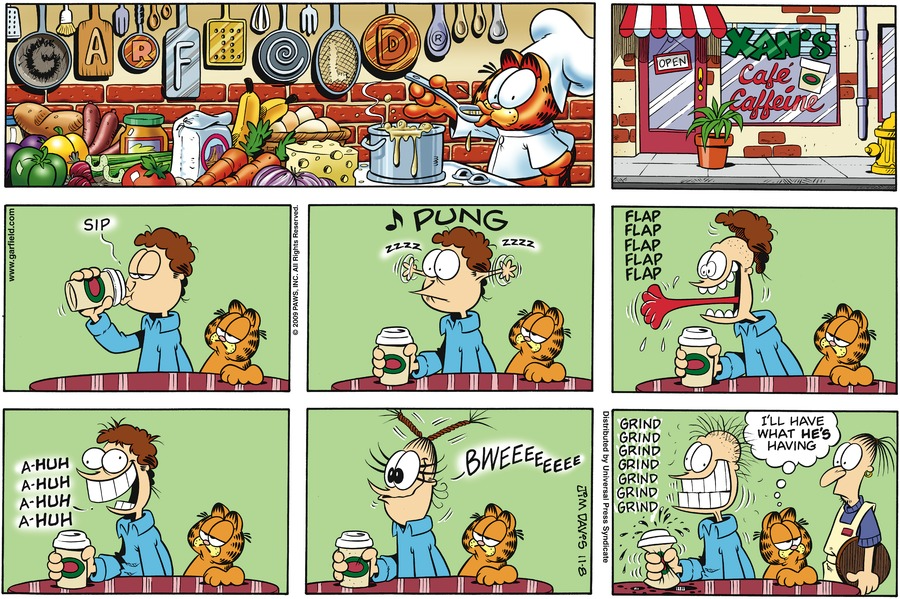 GARFIELD
OPEN
XAN'S
Café
Caffeine
www.garfield.com
SIP
© 2009 PAWS, INC. All Rights Reserved.
♪ PUNG
ZZZZ
ZZZZ
FLAP
FLAP
FLAP
FLAP
FLAP
A-HUH
A-HUH
A-HUH
A-HUH
BWEEEEEEEE
JIM DAVIS 11-8
Distributed by Universal Press Syndicate
GRIND
GRIND
GRIND
GRIND
GRIND
GRIND
GRIND
I'LL HAVE
WHAT HE'S
HAVING